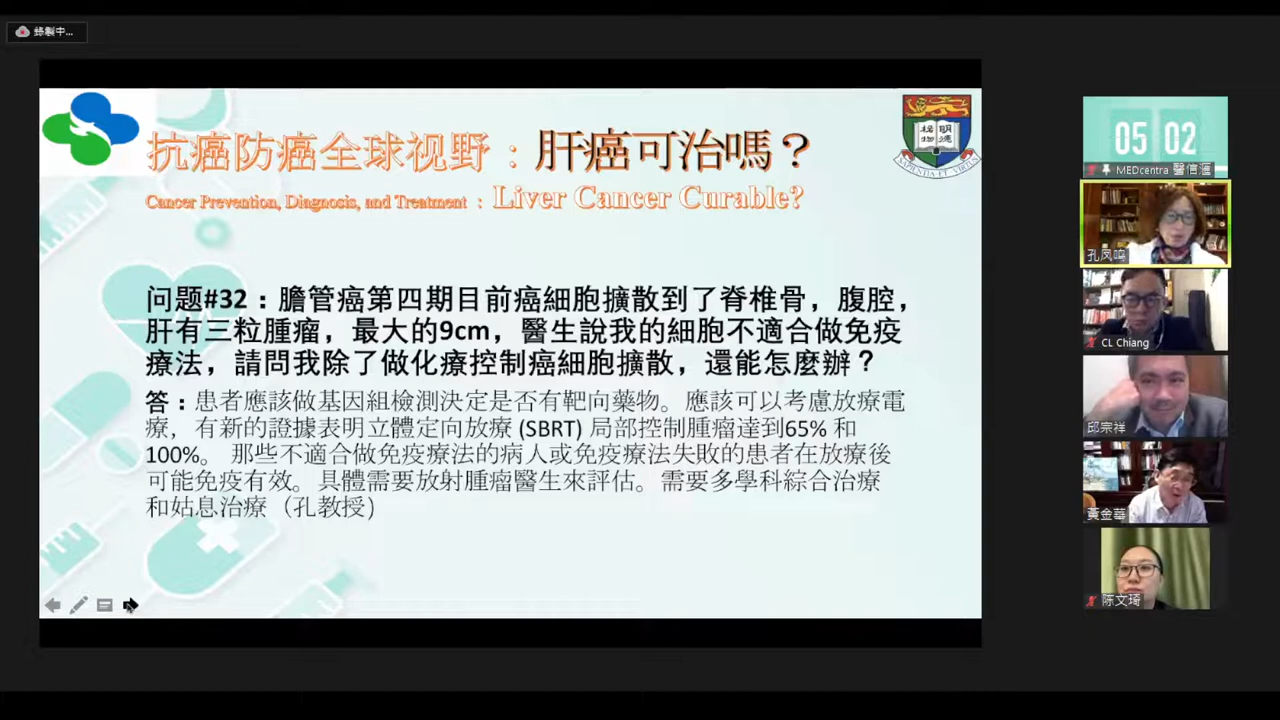 錄製中...
抗癌防癌全球视野：肝癌可治嗎？
Cancer Prevention, Diagnosis, and Treatment : Liver Cancer Curable?
问题#32：膽管癌第四期目前癌細胞擴散到了脊椎骨，腹腔，
肝有三粒腫瘤，最大的9cm，醫生說我的細胞不適合做免疫
療法，請問我除了做化療控制癌細胞擴散，還能怎麼辦？
答：患者應該做基因組檢測決定是否有靶向藥物。應該可以考慮放療電
療，有新的證據表明立體定向放療 (SBRT) 局部控制腫瘤達到65% 和
100%。 那些不適合做免疫療法的病人或免疫療法失敗的患者在放療後
可能免疫有效。具體需要放射腫瘤醫生來評估。需要多學科綜合治療
和姑息治療（孔教授）
明德
格物
SAPIENTIA ET VIRTUS
05 02
MEDcentra 醫信滙
孔凤鸣
CL Chiang
邱宗祥
黃金華
陈文琦